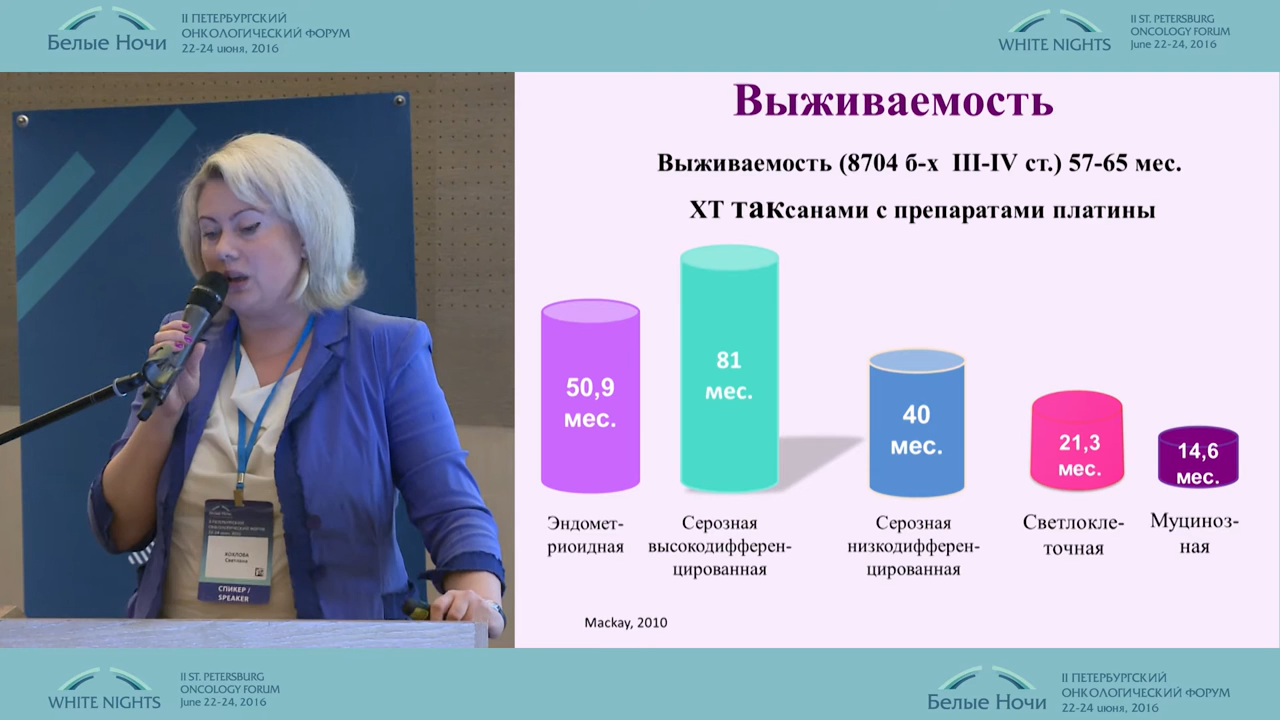 Белые Ночи
II ПЕТЕРБУРГСКИЙ
ОНКОЛОГИЧЕСКИЙ ФОРУМ
22-24 июня, 2016
WHITE NIGHTS
II ST. PETERSBURG
ONCOLOGY FORUM
June 22-24, 2016
Выживаемость
Выживаемость (8704 б-х III-IV ст.) 57-65 мес.
ХТ таксанами с препаратами платины
50,9
мес.
81
мес.
40
мес.
21,3
мес.
14,6
мес.
Эндомет-
риоидная
Серозная
высокодифферен-
цированная
Серозная
низкодифферен-
цированная
Светлокле-
точная
Муциноз-
ная
Mackay, 2010
Белые Ночи
ХОХЛОВА
Светлана
СПИКЕР /
SPEAKER
WHITE NIGHTS
II ST. PETERSBURG
ONCOLOGY FORUM
June 22-24, 2016
Белые Ночи
II ПЕТЕРБУРГСКИЙ
ОНКОЛОГИЧЕСКИЙ ФОРУМ
22-24 июня, 2016